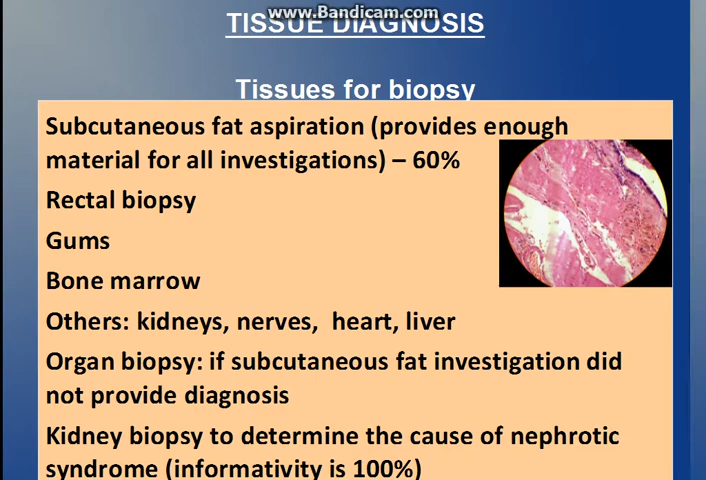 www.Bandicam.com
TISSUE DIAGNOSIS
Tissues for biopsy
Subcutaneous fat aspiration (provides enough
material for all investigations) – 60%
Rectal biopsy
Gums
Bone marrow
Others: kidneys, nerves, heart, liver
Organ biopsy: if subcutaneous fat investigation did
not provide diagnosis
Kidney biopsy to determine the cause of nephrotic
syndrome (informativity is 100%)